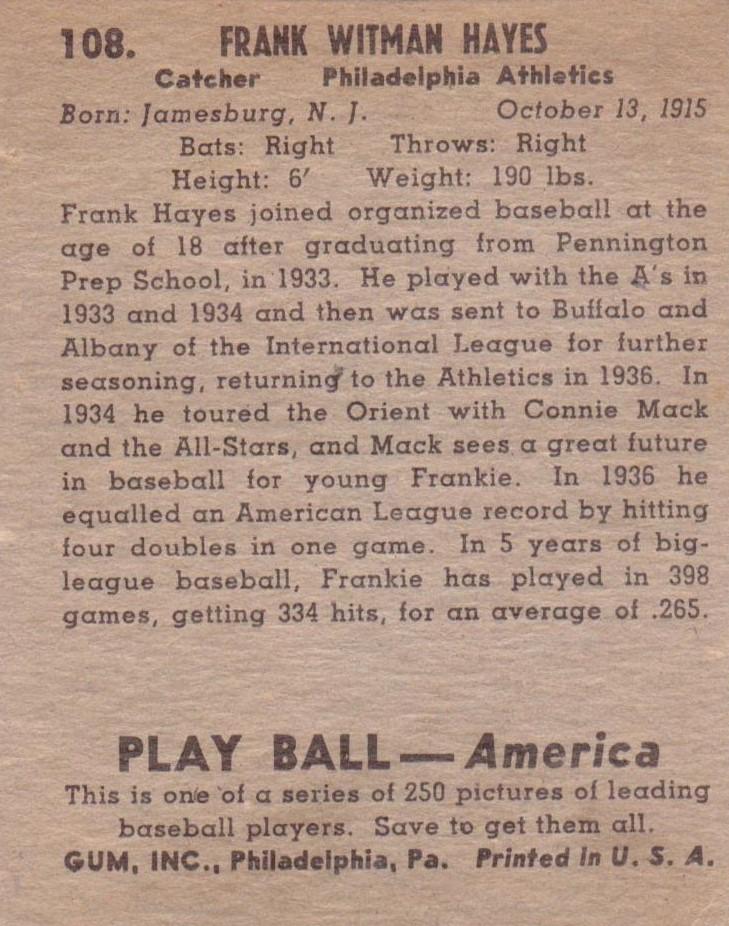 108. FRANK WITMAN HAYES
Catcher Philadelphia Athletics
Born: Jamesburg, N. J. October 13, 1915
Bats: Right Throws: Right
Height: 6′ Weight: 190 lbs.
Frank Hayes joined organized baseball at the
age of 18 after graduating from Pennington
Prep School, in 1933. He played with the A's in
1933 and 1934 and then was sent to Buffalo and
Albany of the International League for further
seasoning, returning to the Athletics in 1936. In
1934 he toured the Orient with Connie Mack
and the All-Stars, and Mack sees a great future
in baseball for young Frankie. In 1936 he
equalled an American League record by hitting
four doubles in one game. In 5 years of big-
league baseball, Frankie has played in 398
games, getting 334 hits, for an average of .265.
PLAY BALL—America
This is one of a series of 250 pictures of leading
baseball players. Save to get them all.
GUM, INC., Philadelphia, Pa. Printed in U. S. A.